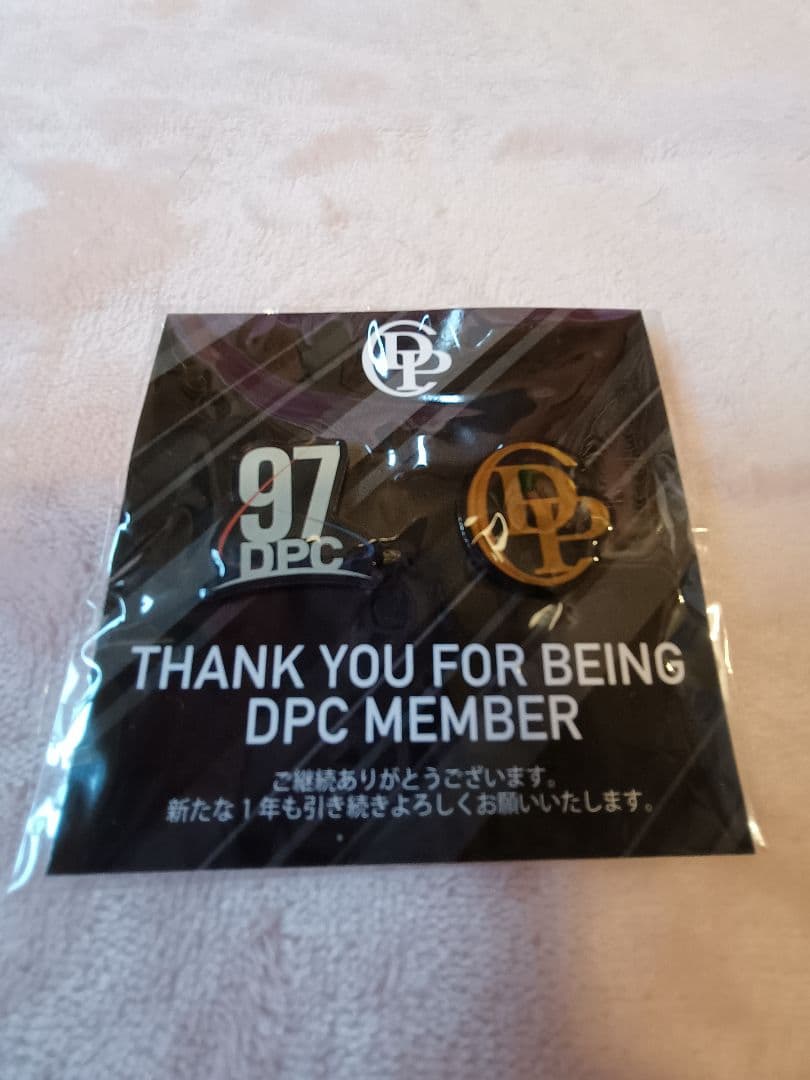 DPC
97
DPC
DPC
THANK YOU FOR BEING
DPC MEMBER
ご継続ありがとうございます。
新たな1年も引き続きよろしくお願いいたします。